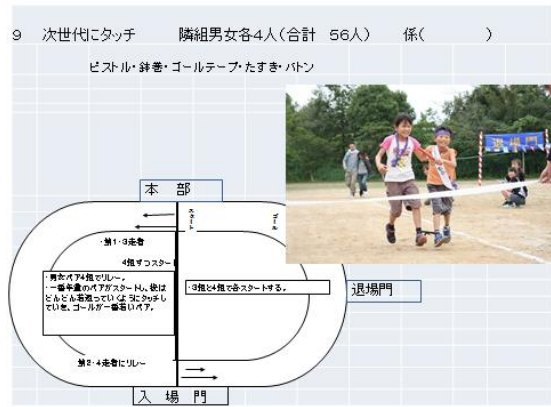 9 次世代にタッチ 隣組男女各4人(合計 56人) 係( )
ピストル・鉢巻・ゴールテープ・たすき・バトン
退場門
本 部
スタート
ゴール
・第1・3走者
4組ずつスタート
・男女ペア4組でリレー。
・一番年輩のペアがスタートし、後は
どんどん若返っていくようにタッチし
ていき、ゴールが一番若いペア。
・3組と4組で各スタートする。
退場門
第2・4走者にリレー
入 場 門